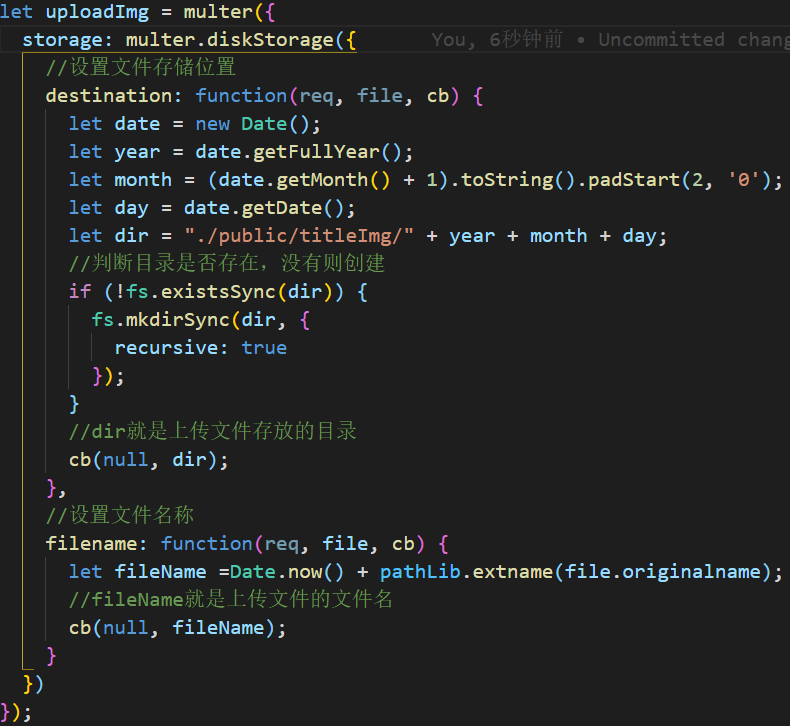 let uploadImg = multer({
  storage: multer.diskStorage({      You, 6秒钟前 • Uncommitted chang
    //设置文件存储位置
    destination: function(req, file, cb) {
      let date = new Date();
      let year = date.getFullYear();
      let month = (date.getMonth() + 1).toString().padStart(2, '0');
      let day = date.getDate();
      let dir = "./public/titleImg/" + year + month + day;
      //判断目录是否存在，没有则创建
      if (!fs.existsSync(dir)) {
        fs.mkdirSync(dir, {
          recursive: true
        });
      }
      //dir就是上传文件存放的目录
      cb(null, dir);
    },
    //设置文件名称
    filename: function(req, file, cb) {
      let fileName =Date.now() + pathLib.extname(file.originalname);
      //fileName就是上传文件的文件名
      cb(null, fileName);
    }
  })
});